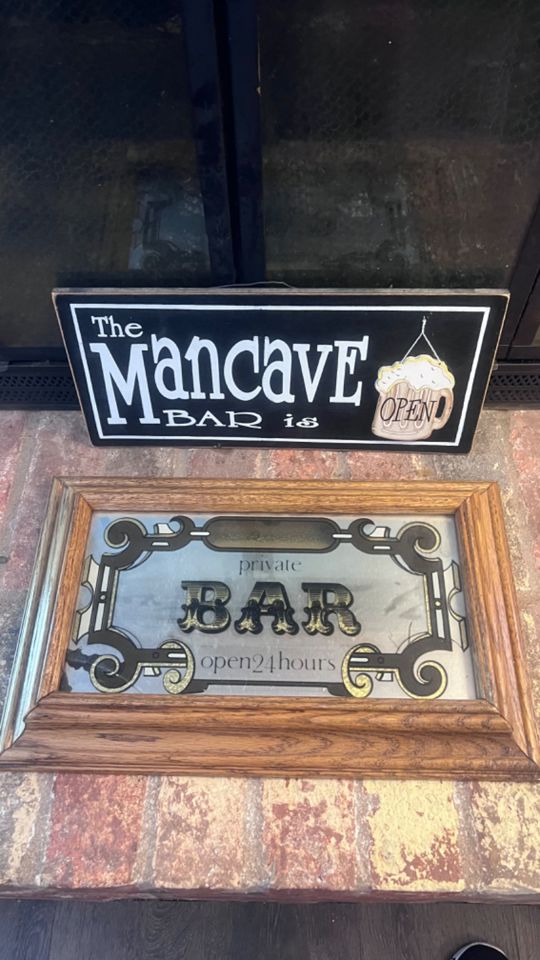 The
Mancave
BAR is
OPEN
private
BAR
open24hours